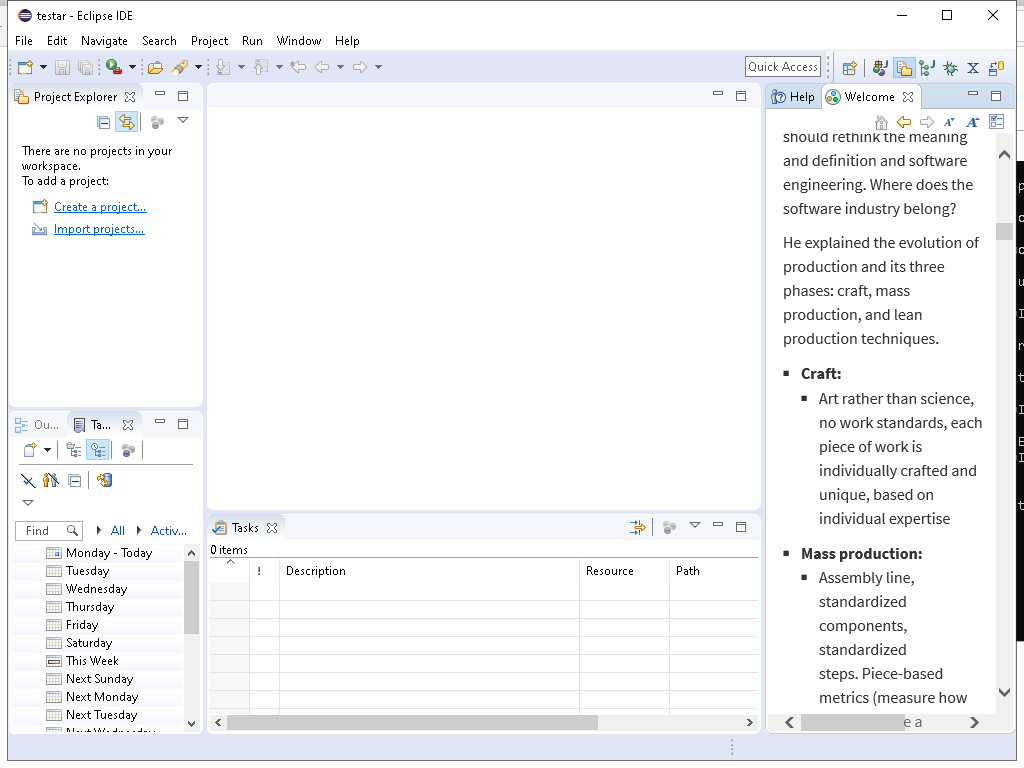 testar - Eclipse IDE
File Edit Navigate Search Project Run Window Help
Quick Access
Project Explorer
There are no projects in your
workspace.
To add a project:
Create a project...
Import projects...
Ou...
Ta...
Find
All
Activ...
Monday - Today
Tuesday
Wednesday
Thursday
Friday
Saturday
This Week
Next Sunday
Next Monday
Next Tuesday
Next Wednesday
Tasks
0 items
! Description Resource Path
Help
Welcome
should rethink the meaning
and definition and software
engineering. Where does the
software industry belong?
He explained the evolution of
production and its three
phases: craft, mass
production, and lean
production techniques.
▪ Craft:
▪ Art rather than science,
no work standards, each
piece of work is
individually crafted and
unique, based on
individual expertise
▪ Mass production:
▪ Assembly line,
standardized
components,
standardized
steps. Piece-based
metrics (measure how
e a